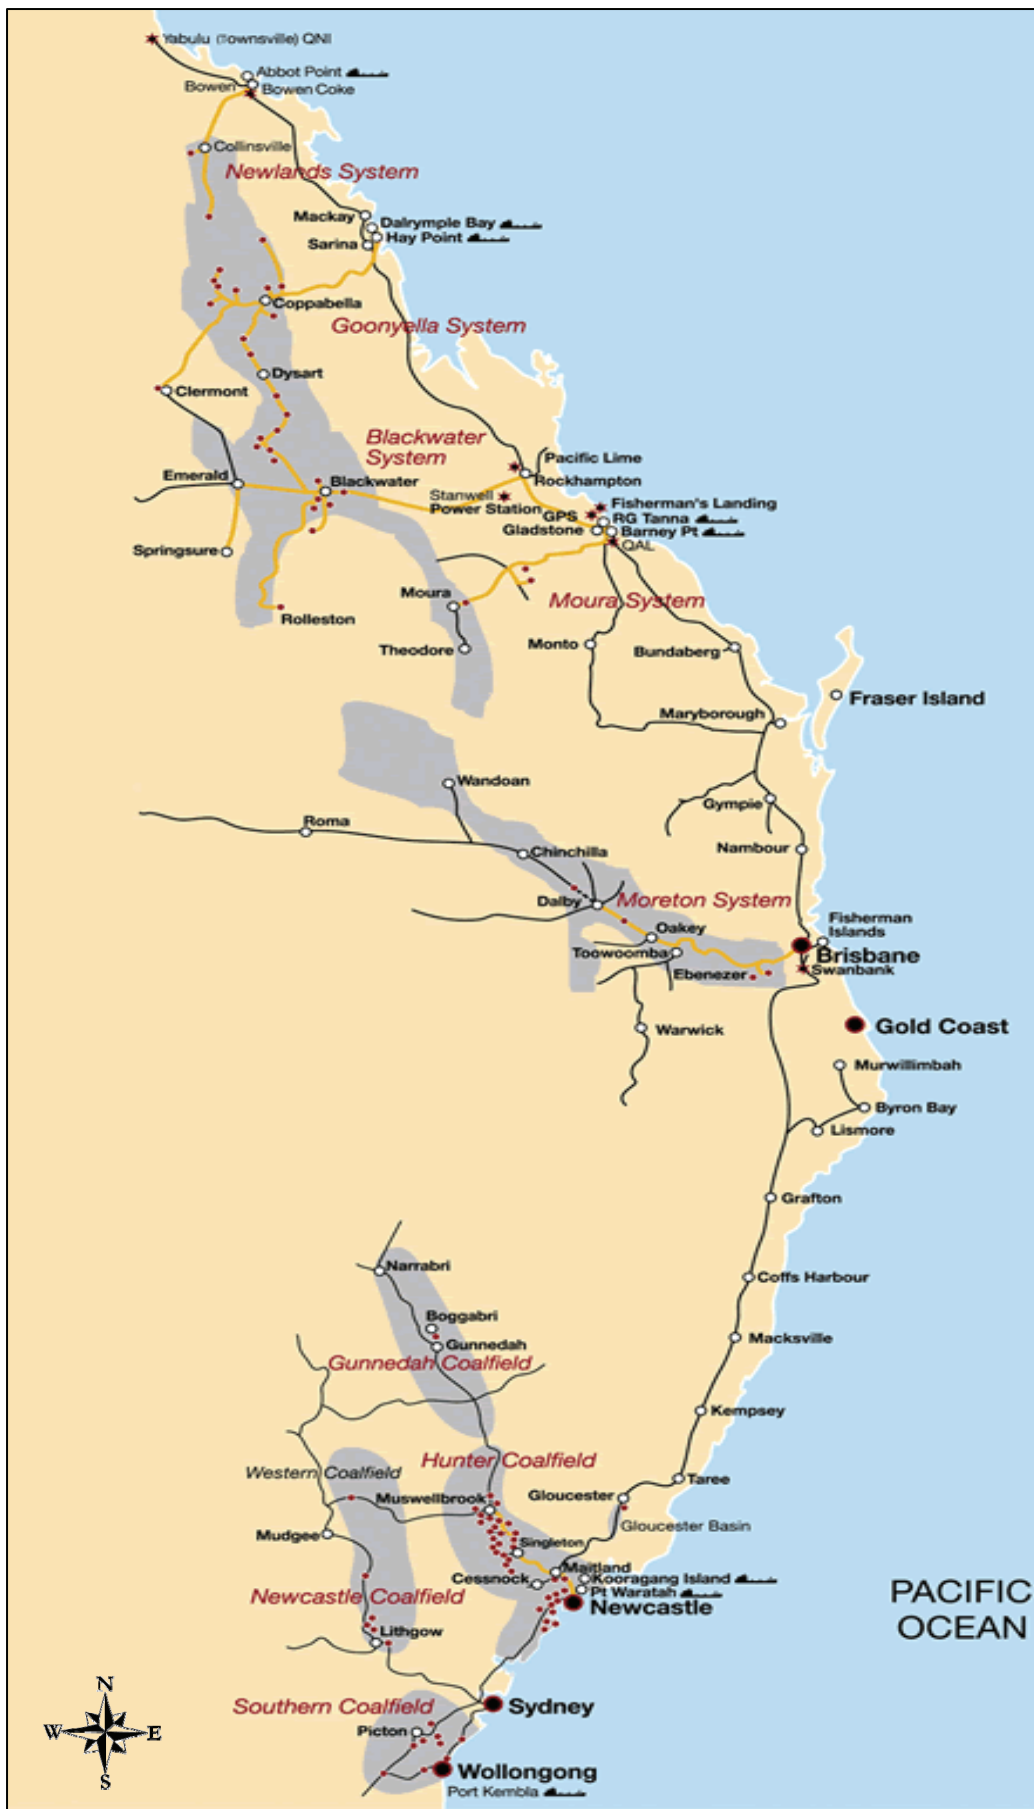 Yabulu (Townsville) QNI
Abbot Point
Bowen
Bowen Coke
Collinsville
Newlands System
Mackay
Dalrymple Bay
Hay Point
Sarina
Coppabella
Goonyella System
Dysart
Clermont
Blackwater
System
Pacific Lime
Emerald
Blackwater
Rockhampton
Stanwell
Power Station
Fisherman's Landing
GPS
RG Tanna
Gladstone
Barney Pt
QAL
Springsure
Moura
Moura System
Rolleston
Theodore
Monto
Bundaberg
Fraser Island
Maryborough
Wandoan
Gympie
Roma
Nambour
Chinchilla
Dalby
Moreton System
Fisherman
Islands
Oakey
Toowoomba
Brisbane
Ebenezer
Swanbank
Gold Coast
Warwick
Murwillimbah
Byron Bay
Lismore
Grafton
Narrabri
Coffs Harbour
Boggabri
Gunnedah
Macksville
Gunnedah Coalfield
Kempsey
Hunter Coalfield
Western Coalfield
Taree
Muswellbrook
Gloucester
Gloucester Basin
Mudgee
Singleton
Maitland
Cessnock
Kooragang Island
Pt Waratah
Newcastle Coalfield
Newcastle
PACIFIC
OCEAN
Lithgow
N
W E
S
Southern Coalfield
Sydney
Picton
Wollongong
Port Kembla